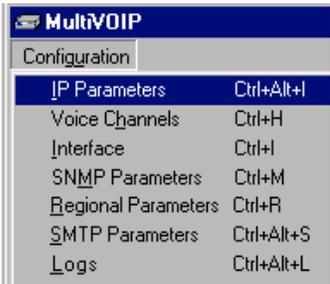 MultiVOIP
Configuration
IP Parameters Ctrl+Alt+I
Voice Channels Ctrl+H
Interface Ctrl+I
SNMP Parameters Ctrl+M
Regional Parameters Ctrl+R
SMTP Parameters Ctrl+Alt+S
Logs Ctrl+Alt+L